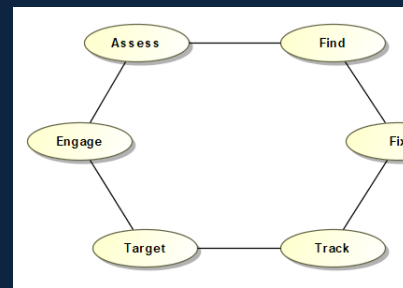 Assess
Find
Engage
Fix
Target
Track